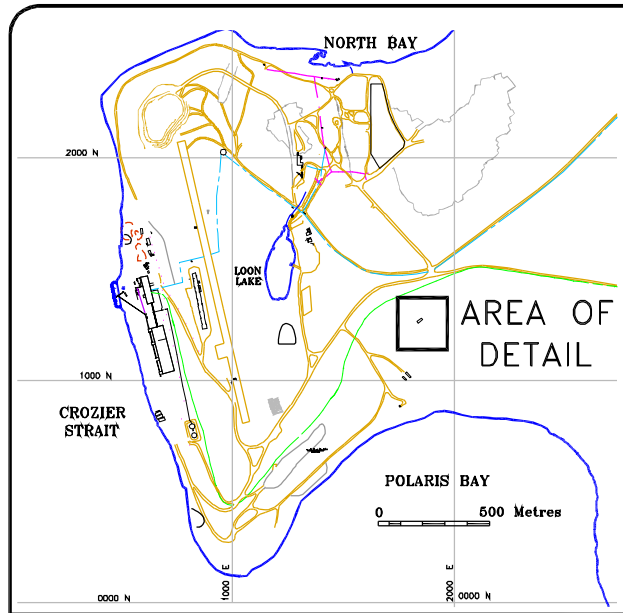 NORTH BAY
2000 N
LOON
LAKE
AREA OF
DETAIL
1000 N
CROZIER
STRAIT
POLARIS BAY
0 500 Metres
0000 N
1000 E
2000 E
0000 N